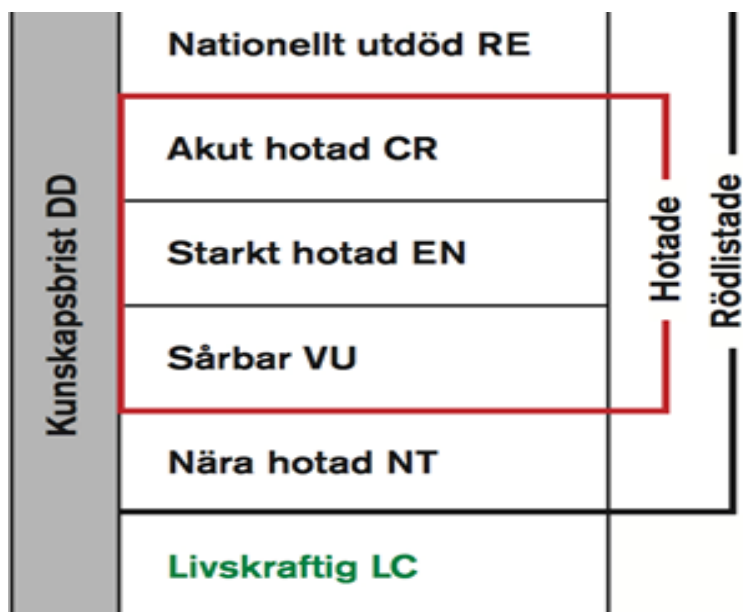 Kunskapsbrist DD
Nationellt utdöd RE
Akut hotad CR
Starkt hotad EN
Sårbar VU
Nära hotad NT
Livskraftig LC
Hotade
Rödlistade